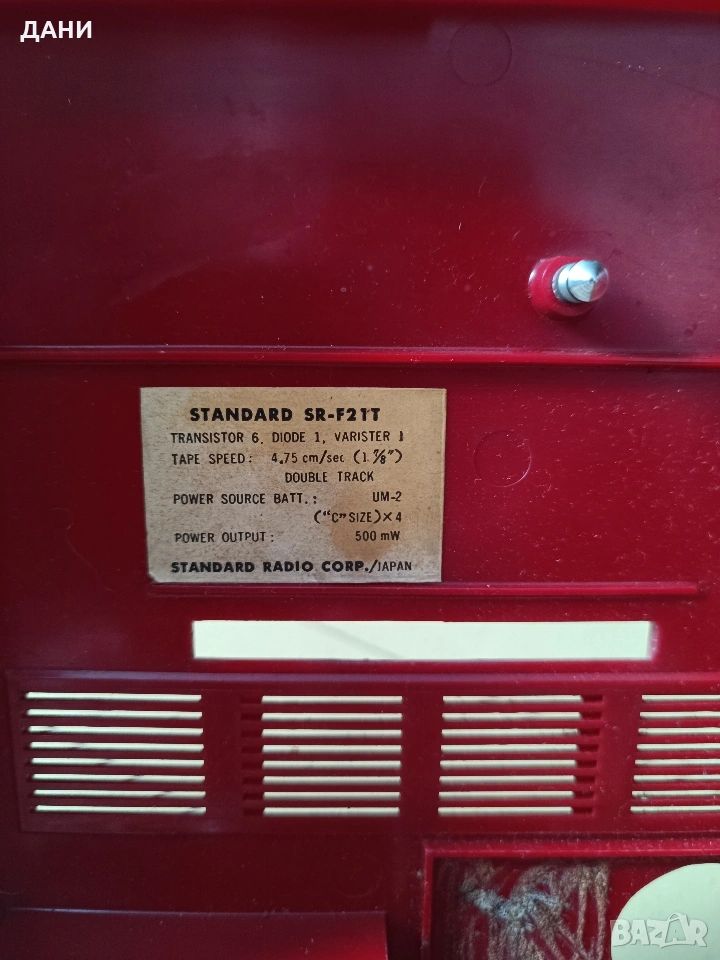 ДАНИ
STANDARD SR-F21T
TRANSISTOR 6, DIODE 1, VARISTER 1
TAPE SPEED: 4.75 cm/sec (1. 7/8")
DOUBLE TRACK
POWER SOURCE BATT.: UM-2
("C" SIZE) × 4
POWER OUTPUT: 500 mW
STANDARD RADIO CORP./JAPAN
BAZAR